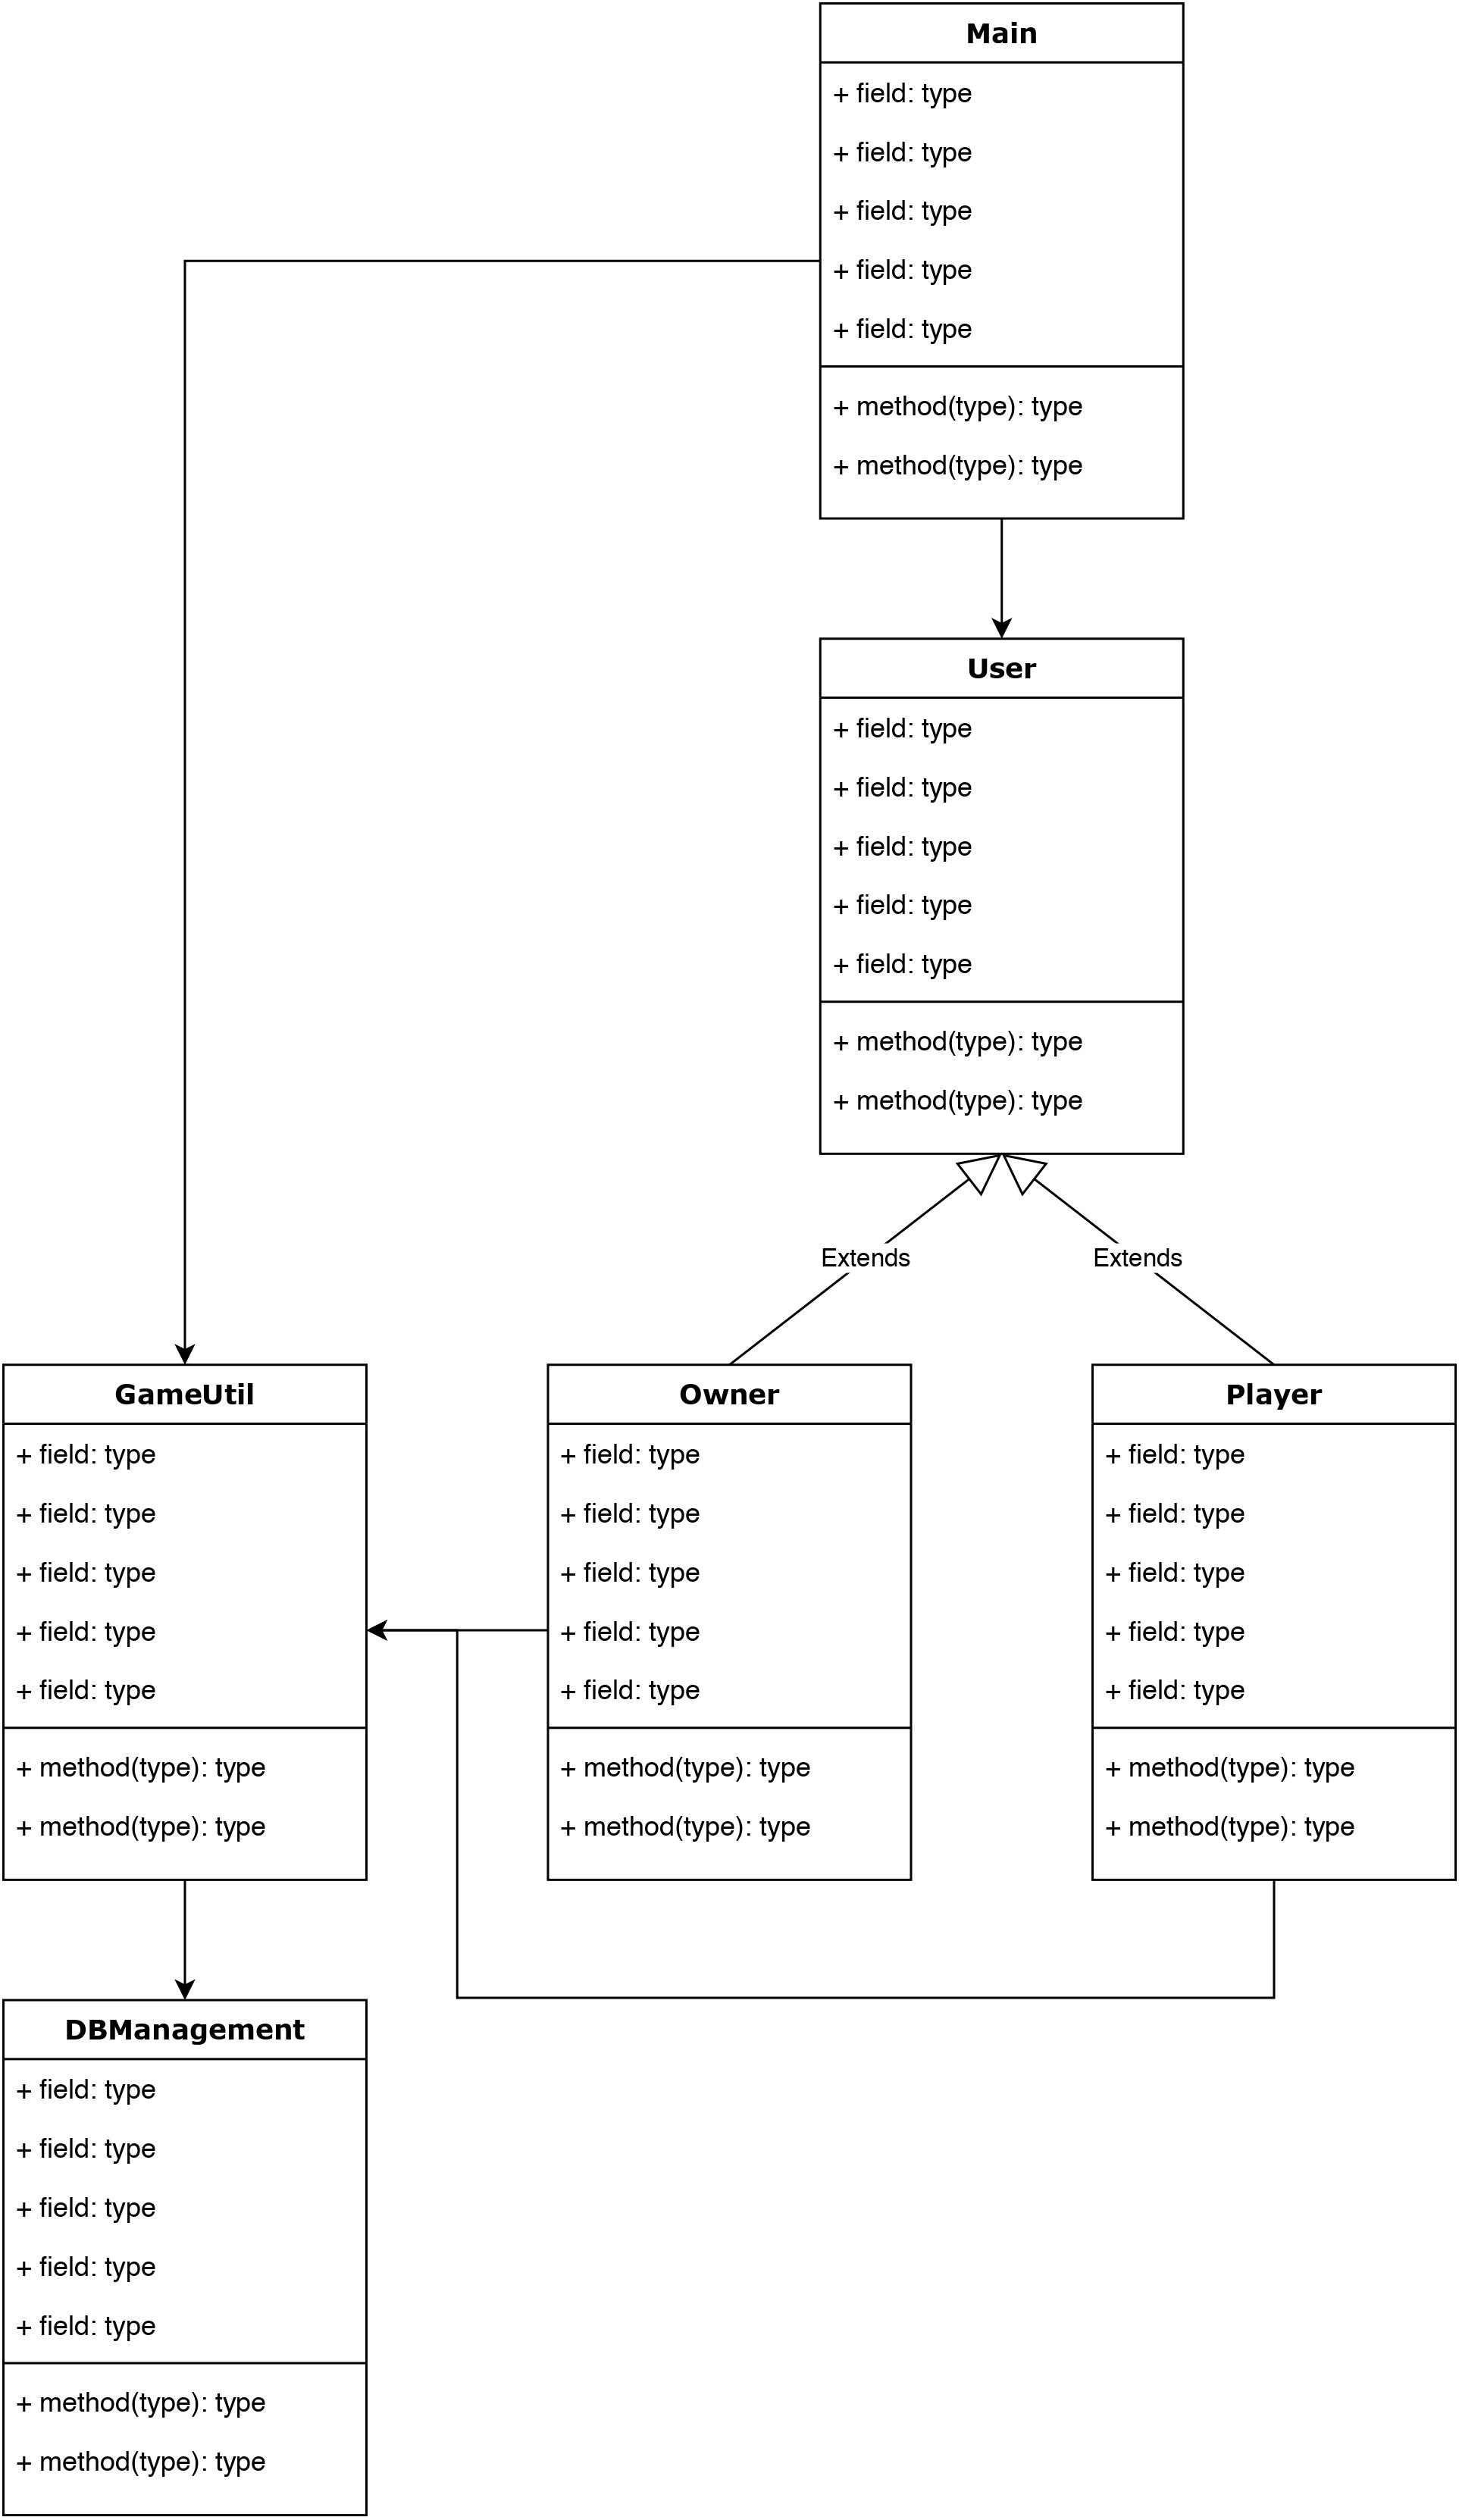 Main
+ field: type
+ field: type
+ field: type
+ field: type
+ field: type
+ method(type): type
+ method(type): type
User
+ field: type
+ field: type
+ field: type
+ field: type
+ field: type
+ method(type): type
+ method(type): type
Extends
Extends
GameUtil
+ field: type
+ field: type
+ field: type
+ field: type
+ field: type
+ method(type): type
+ method(type): type
Owner
+ field: type
+ field: type
+ field: type
+ field: type
+ field: type
+ method(type): type
+ method(type): type
Player
+ field: type
+ field: type
+ field: type
+ field: type
+ field: type
+ method(type): type
+ method(type): type
DBManagement
+ field: type
+ field: type
+ field: type
+ field: type
+ field: type
+ method(type): type
+ method(type): type